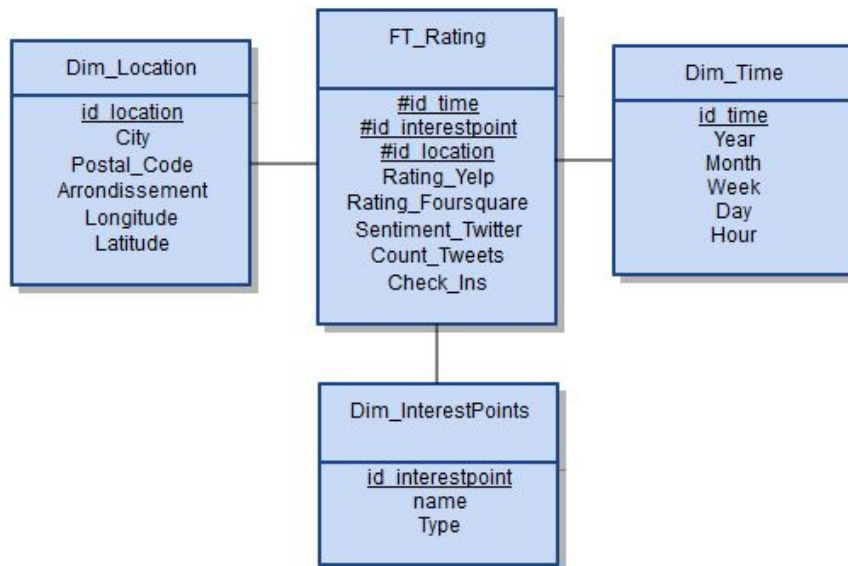 Dim_Location
id_location
City
Postal_Code
Arrondissement
Longitude
Latitude
FT_Rating
#id_time
#id_interestpoint
#id_location
Rating_Yelp
Rating_Foursquare
Sentiment_Twitter
Count_Tweets
Check_Ins
Dim_Time
id_time
Year
Month
Week
Day
Hour
Dim_InterestPoints
id_interestpoint
name
Type